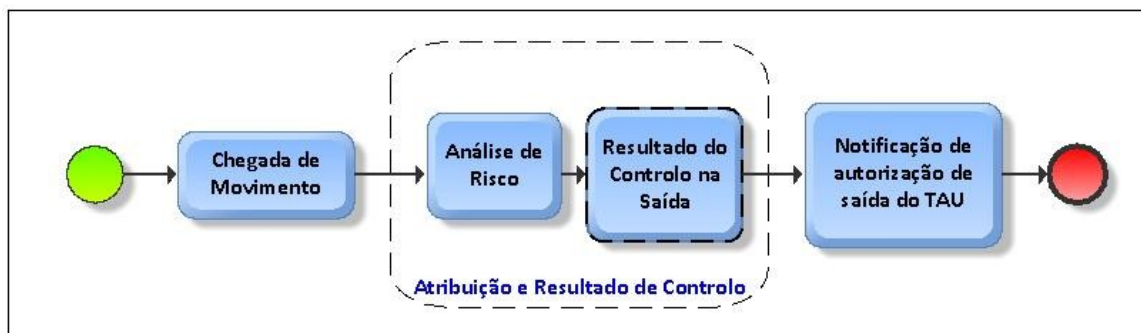 Chegada de
Movimento
Análise de
Risco
Resultado do
Controlo na
Saída
Notificação de
autorização de
saída do TAU
Atribuição e Resultado de Controlo